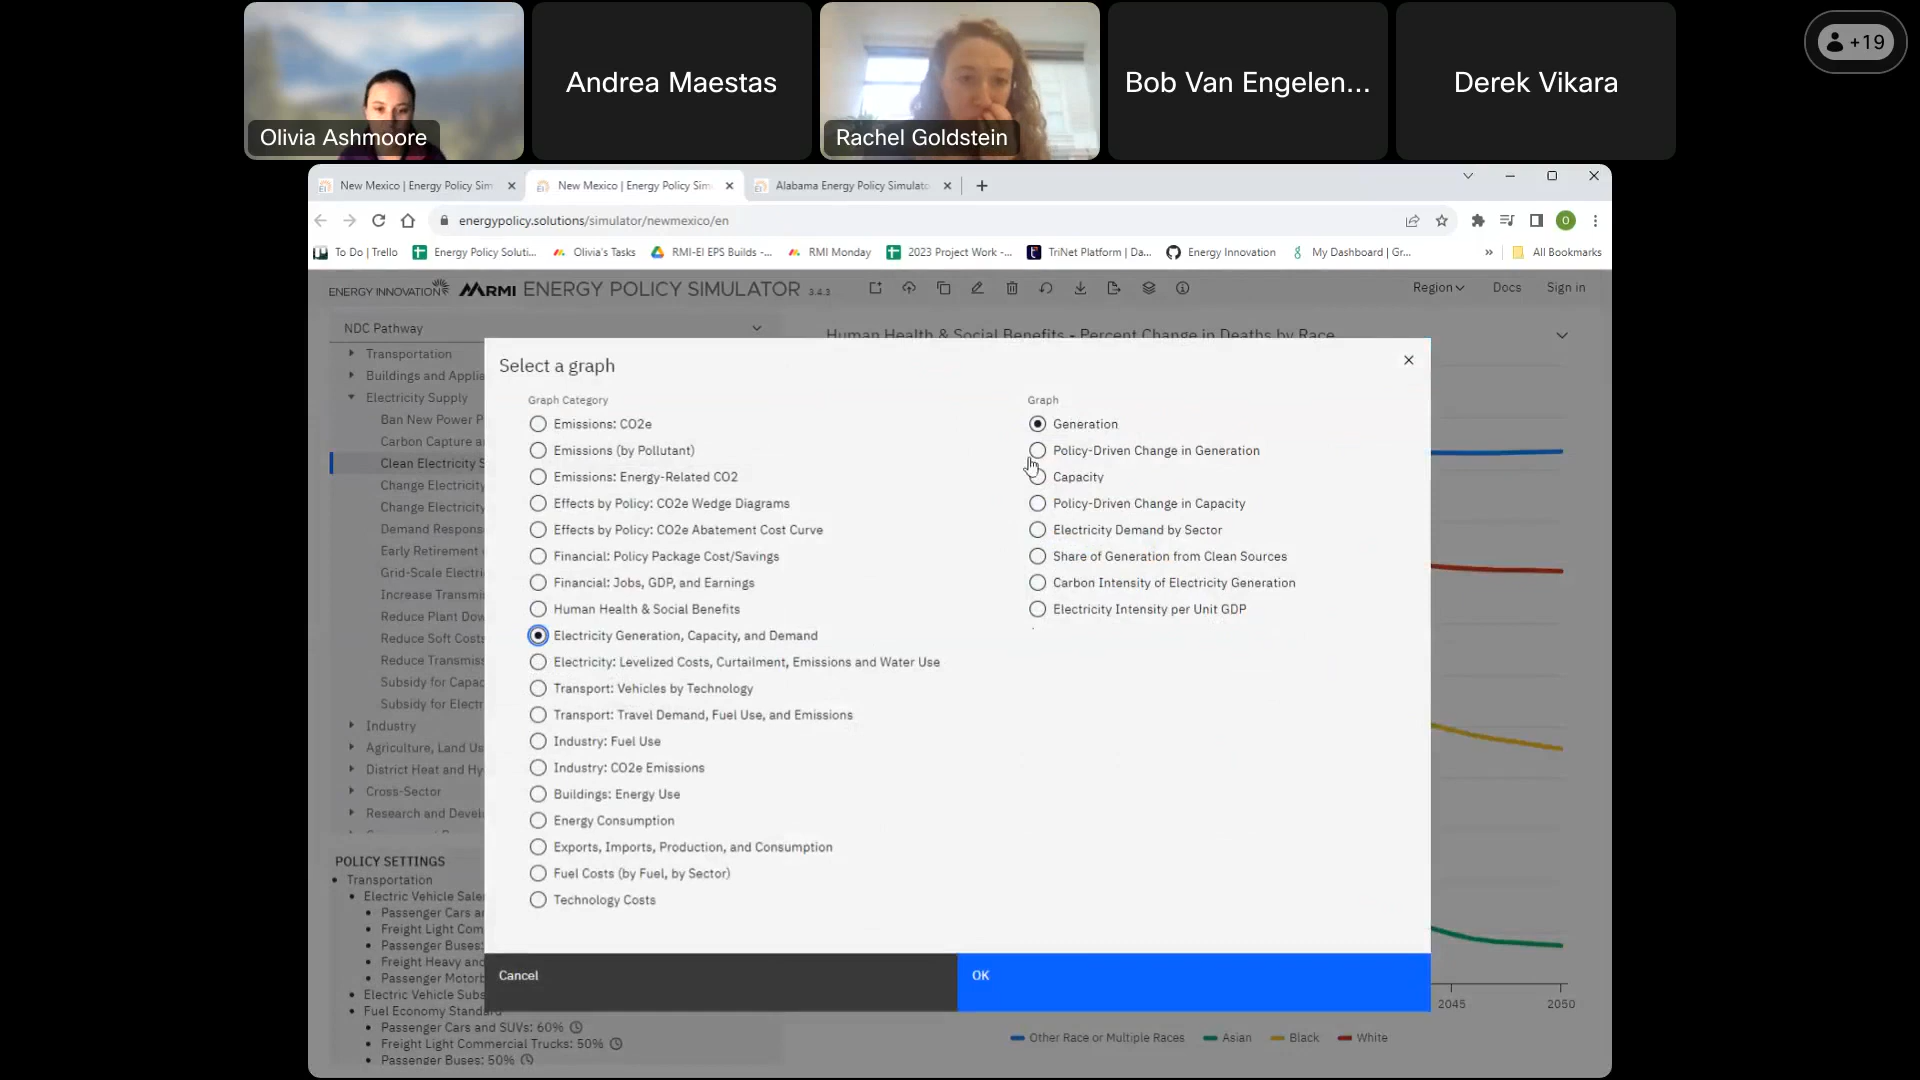 Olivia Ashmoore
Andrea Maestas
Rachel Goldstein
Bob Van Engelen...
Derek Vikara
+19
New Mexico | Energy Policy Sim
New Mexico | Energy Policy Sim
Alabama Energy Policy Simulato
energypolicy.solutions/simulator/newmexico/en
O
To Do | Trello
Energy Policy Soluti...
Olivia's Tasks
RMI-EI EPS Builds -...
RMI Monday
2023 Project Work -...
TriNet Platform | Da...
Energy Innovation
My Dashboard | Gr...
»
All Bookmarks
ENERGY INNOVATION
RMI
ENERGY POLICY SIMULATOR 3.4.3
Region
Docs
Sign in
NDC Pathway
Human Health & Social Benefits - Percent Change in Deaths by Race
Transportation
Buildings and Applia
Electricity Supply
Ban New Power P
Carbon Capture a
Clean Electricity S
Change Electricity
Change Electricity
Demand Respons
Early Retirement
Grid-Scale Electri
Increase Transmi
Reduce Plant Dow
Reduce Soft Costs
Reduce Transmiss
Subsidy for Capac
Subsidy for Electr
Industry
Agriculture, Land Us
District Heat and Hy
Cross-Sector
Research and Devel
POLICY SETTINGS
Transportation
Electric Vehicle Sale
Passenger Cars a
Freight Light Com
Passenger Buses:
Freight Heavy and
Passenger Motorb
Electric Vehicle Subs
Fuel Economy Standard
Passenger Cars and SUVs: 60%
Freight Light Commercial Trucks: 50%
Passenger Buses: 50%
Select a graph
Graph Category
Emissions: CO2e
Emissions (by Pollutant)
Emissions: Energy-Related CO2
Effects by Policy: CO2e Wedge Diagrams
Effects by Policy: CO2e Abatement Cost Curve
Financial: Policy Package Cost/Savings
Financial: Jobs, GDP, and Earnings
Human Health & Social Benefits
Electricity Generation, Capacity, and Demand
Electricity: Levelized Costs, Curtailment, Emissions and Water Use
Transport: Vehicles by Technology
Transport: Travel Demand, Fuel Use, and Emissions
Industry: Fuel Use
Industry: CO2e Emissions
Buildings: Energy Use
Energy Consumption
Exports, Imports, Production, and Consumption
Fuel Costs (by Fuel, by Sector)
Technology Costs
Graph
Generation
Policy-Driven Change in Generation
Capacity
Policy-Driven Change in Capacity
Electricity Demand by Sector
Share of Generation from Clean Sources
Carbon Intensity of Electricity Generation
Electricity Intensity per Unit GDP
Cancel
OK
2045
2050
Other Race or Multiple Races
Asian
Black
White